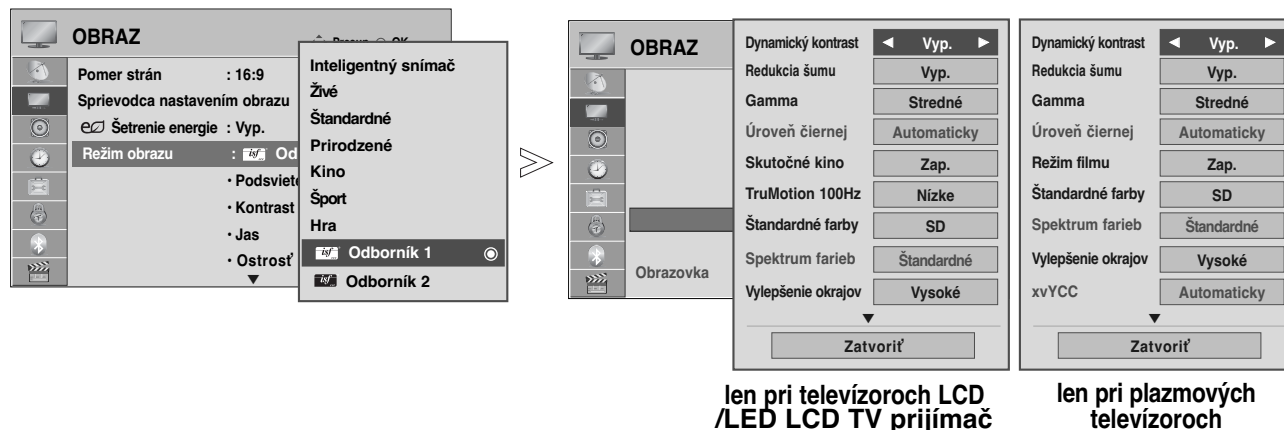 OBRAZ
OK
Pomer strán : 16:9
Sprievodca nastavením obrazu
Šetrenie energie : Vyp.
Režim obrazu : isf Od
· Podsviete
· Kontrast
· Jas
· Ostrosť
▼
Inteligentný snímač
Živé
Štandardné
Prirodzené
Kino
Šport
Hra
isf Odborník 1
isf Odborník 2
OBRAZ
Obrazovka
Dynamický kontrast ◄ Vyp. ►
Redukcia šumu Vyp.
Gamma Stredné
Úroveň čiernej Automaticky
Skutočné kino Zap.
TruMotion 100Hz Nízke
Štandardné farby SD
Spektrum farieb Štandardné
Vylepšenie okrajov Vysoké
▼
Zatvoriť
len pri televízoroch LCD
/LED LCD TV prijímač
Dynamický kontrast ◄ Vyp. ►
Redukcia šumu Vyp.
Gamma Stredné
Úroveň čiernej Automaticky
Režim filmu Zap.
Štandardné farby SD
Spektrum farieb Štandardné
Vylepšenie okrajov Vysoké
xvYCC Automaticky
▼
Zatvoriť
len pri plazmových
televízoroch